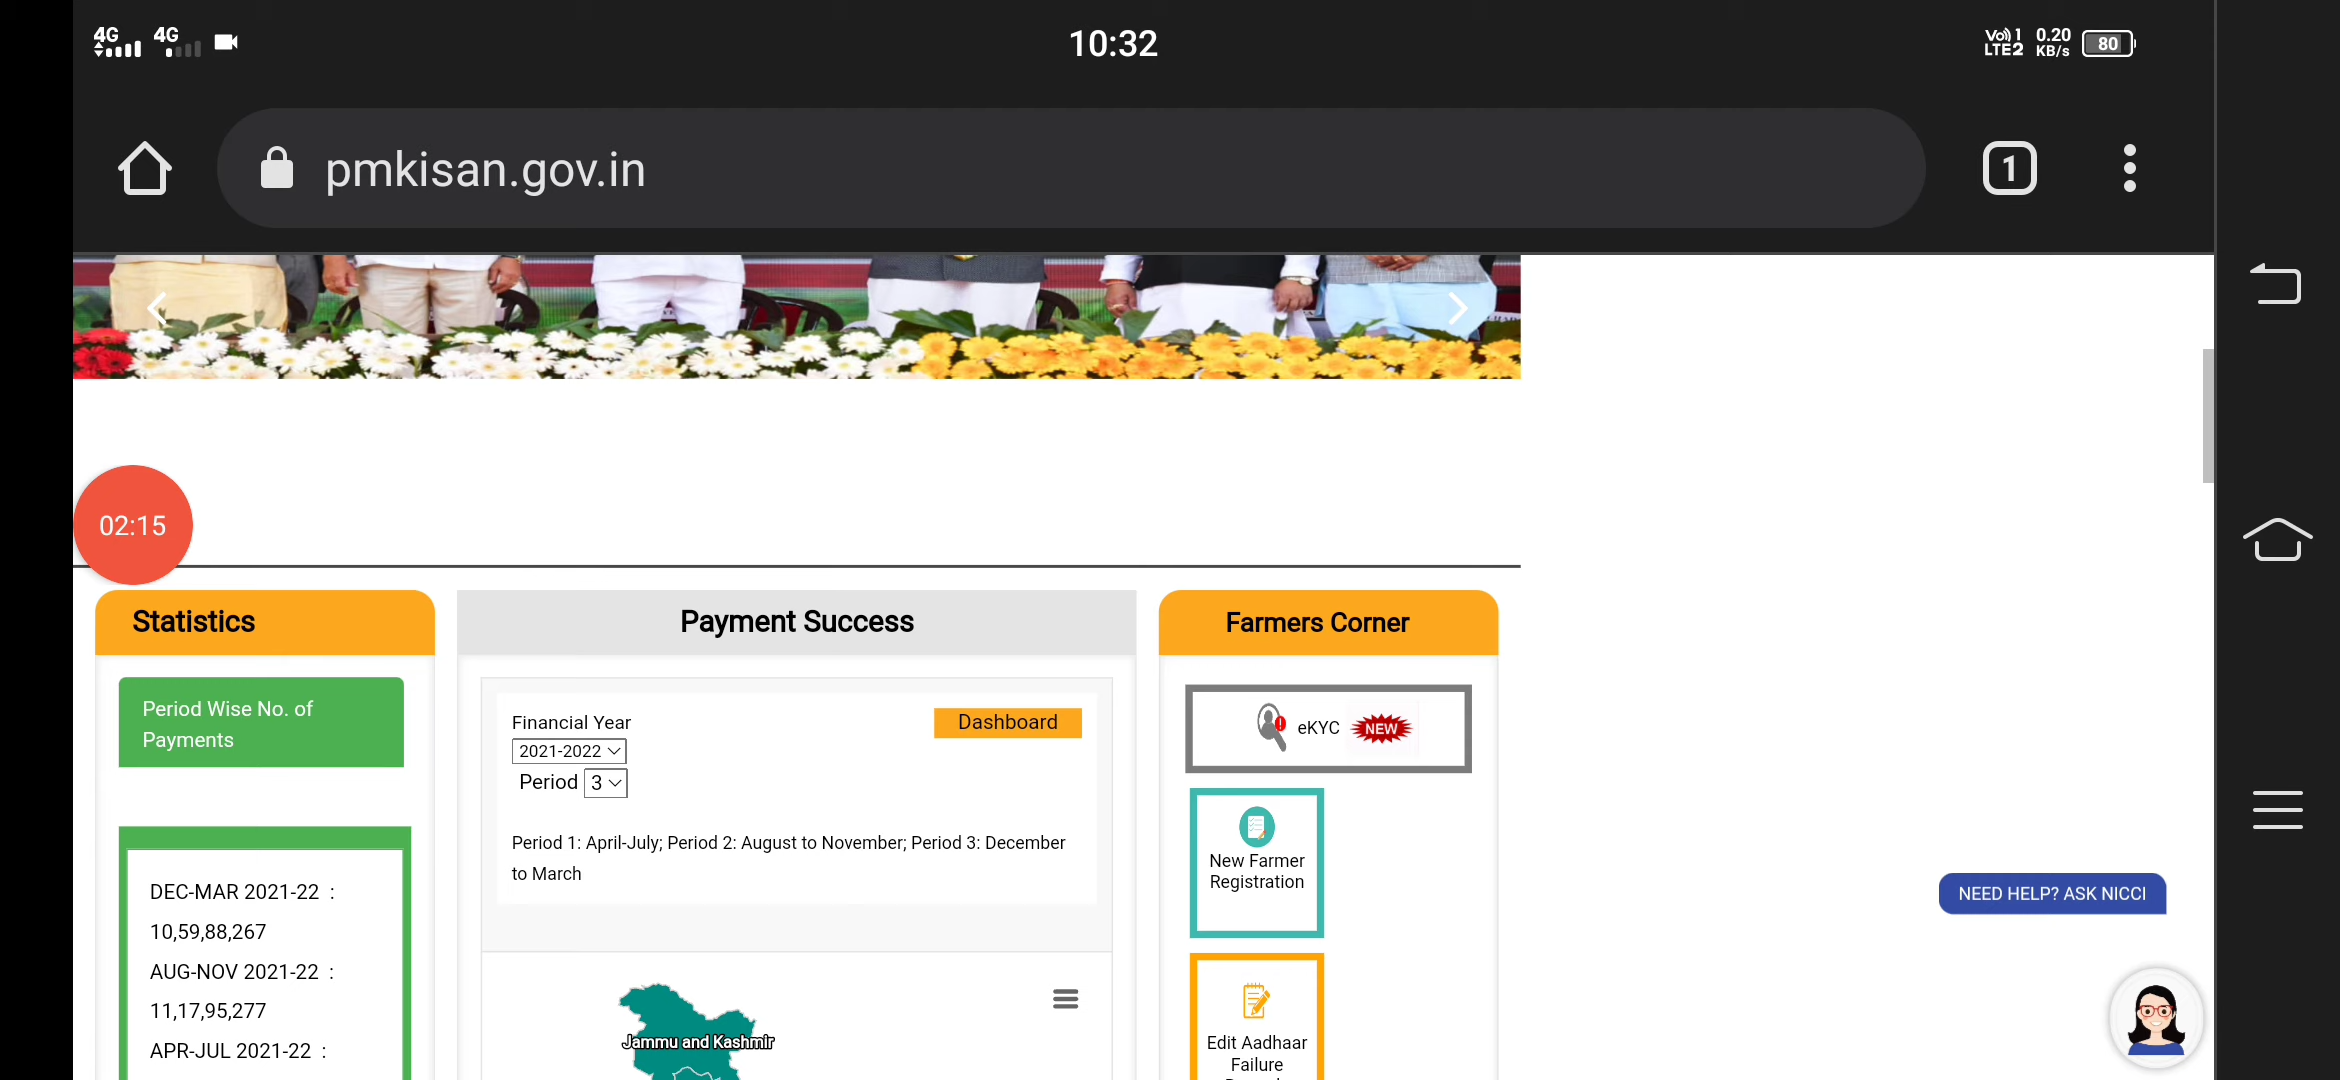 4G 4G
10:32
Vo)) 1 LTE2
0.20 KB/s
80
pmkisan.gov.in
1
02:15
Statistics
Period Wise No. of
Payments
DEC-MAR 2021-22 :
10,59,88,267
AUG-NOV 2021-22 :
11,17,95,277
APR-JUL 2021-22 :
Payment Success
Financial Year
Dashboard
2021-2022
Period 3
Period 1: April-July; Period 2: August to November; Period 3: December
to March
Jammu and Kashmir
Farmers Corner
eKYC NEW
New Farmer
Registration
Edit Aadhaar
Failure
NEED HELP? ASK NICCI